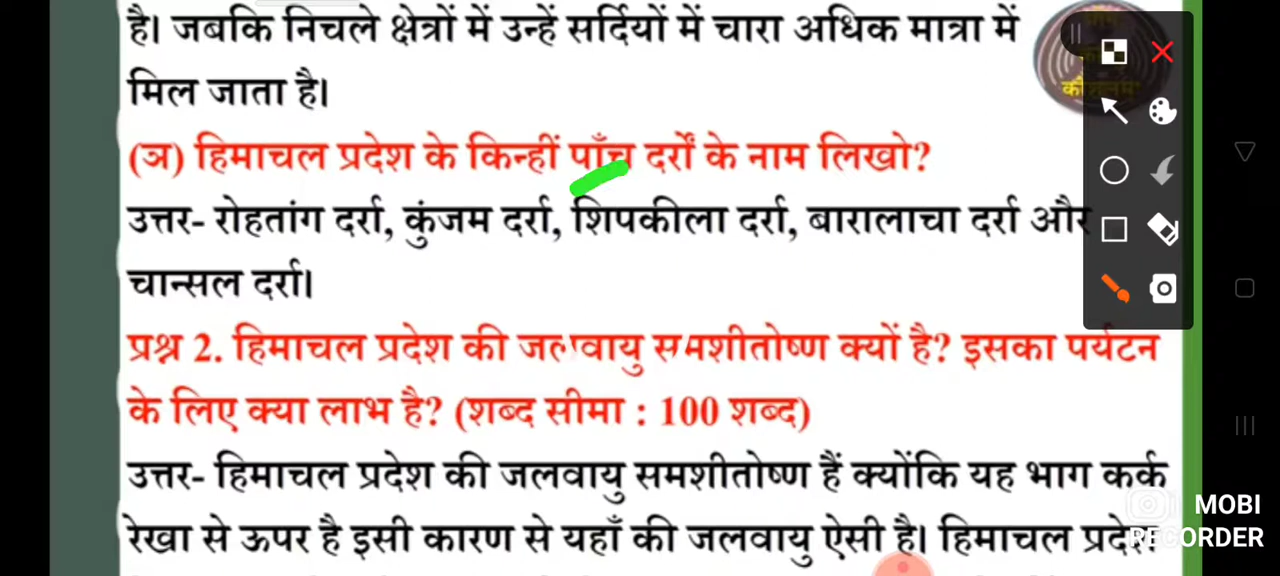 है। जबकि निचले क्षेत्रों में उन्हें सर्दियों में चारा अधिक मात्रा में
मिल जाता है।
(ञ) हिमाचल प्रदेश के किन्हीं पाँच दर्रों के नाम लिखो?
उत्तर- रोहतांग दर्रा, कुंजम दर्रा, शिपकीला दर्रा, बारालाचा दर्रा और
चान्सल दर्रा।
प्रश्न 2. हिमाचल प्रदेश की जलवायु समशीतोष्ण क्यों है? इसका पर्यटन
के लिए क्या लाभ है? (शब्द सीमा : 100 शब्द)
उत्तर- हिमाचल प्रदेश की जलवायु समशीतोष्ण हैं क्योंकि यह भाग कर्क
रेखा से ऊपर है इसी कारण से यहाँ की जलवायु ऐसी है। हिमाचल प्रदेश
MOBI
RECORDER